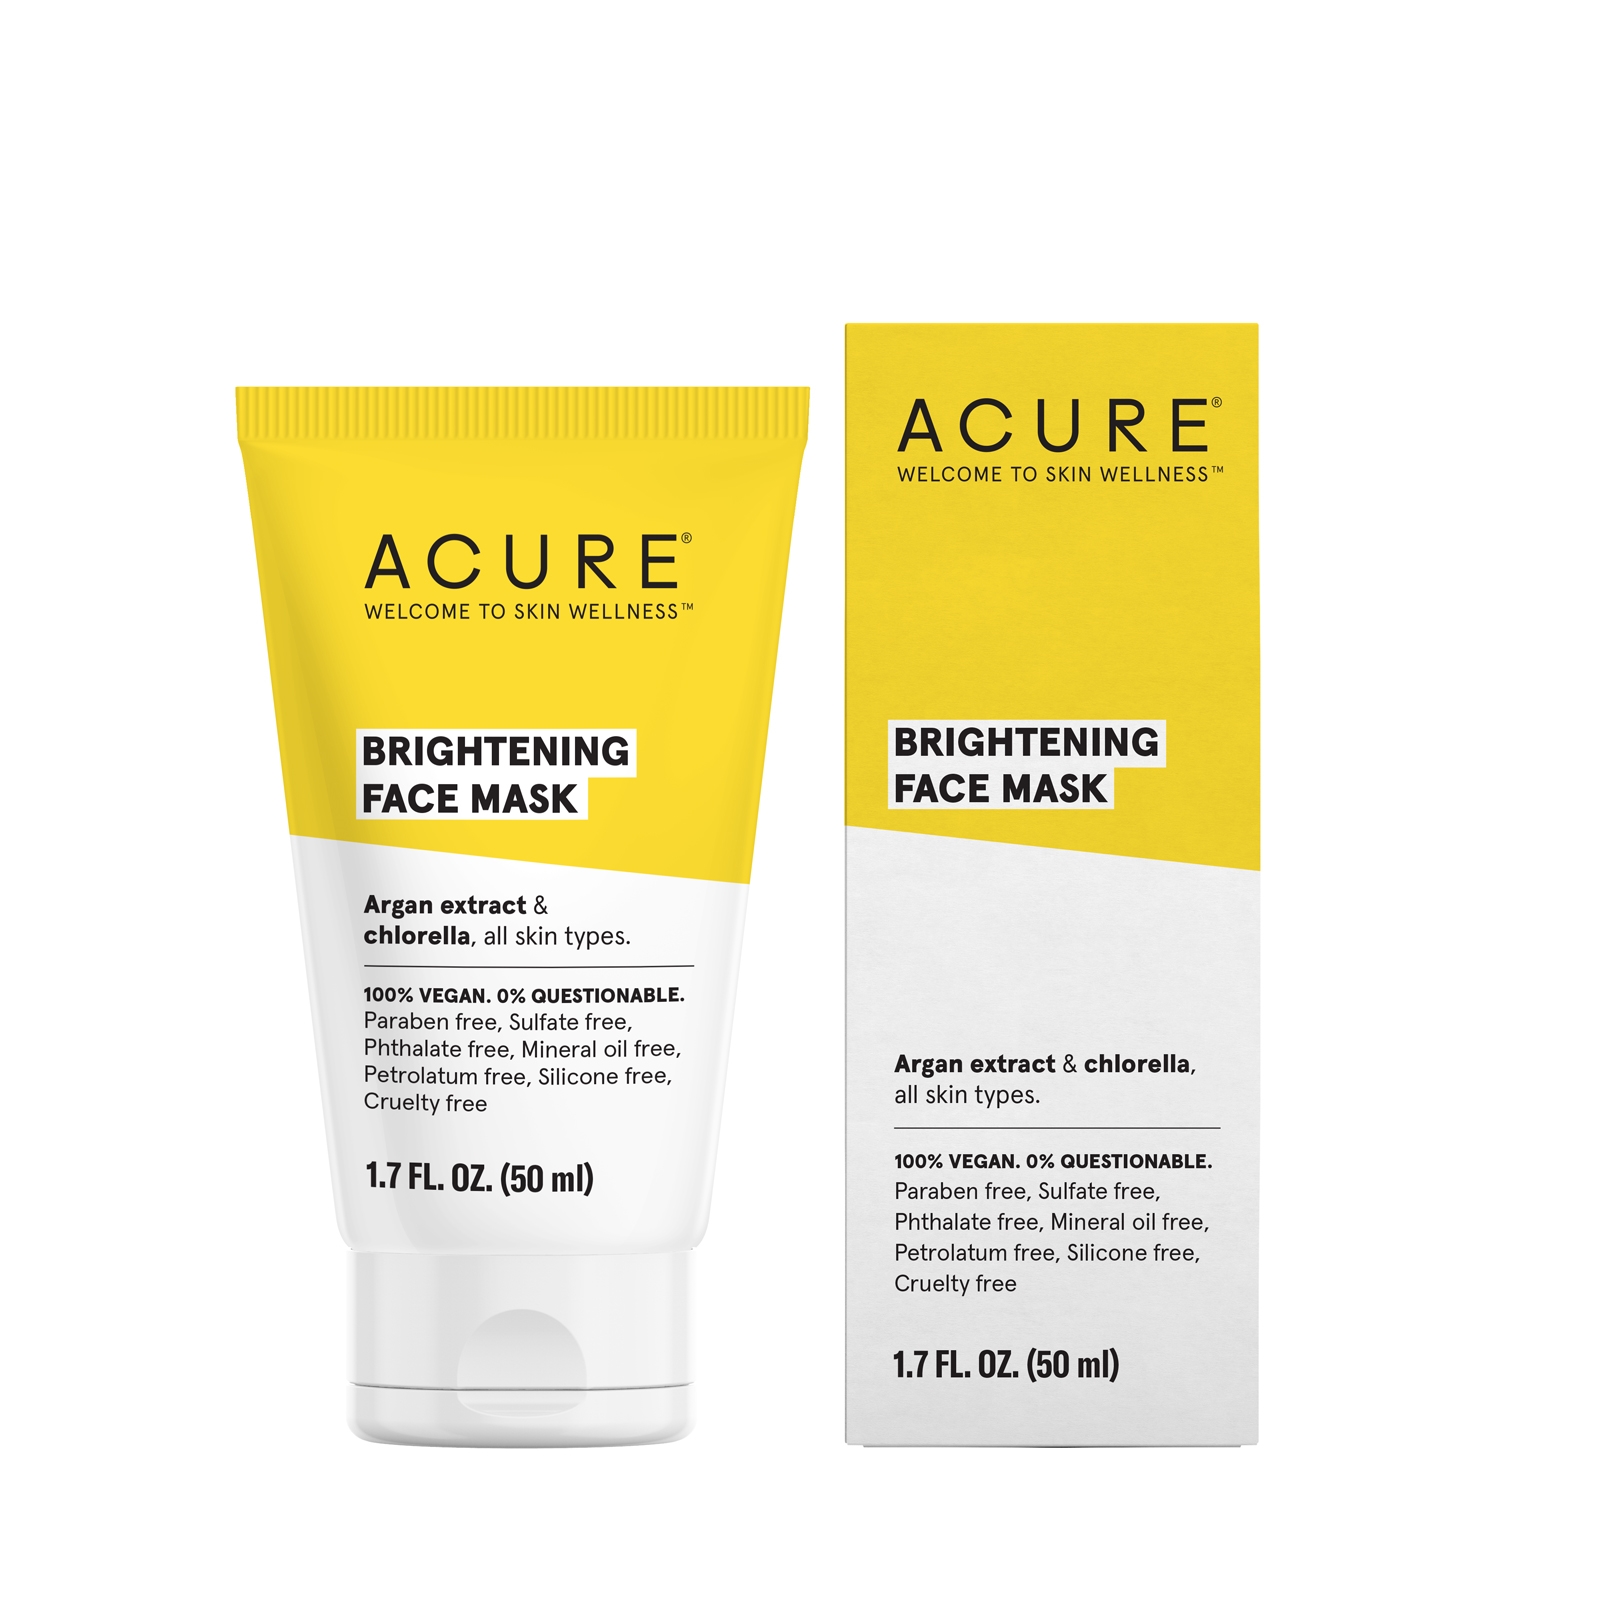 ACURE®
WELCOME TO SKIN WELLNESS™
BRIGHTENING
FACE MASK
Argan extract &
chlorella, all skin types.
100% VEGAN. 0% QUESTIONABLE.
Paraben free, Sulfate free,
Phthalate free, Mineral oil free,
Petrolatum free, Silicone free,
Cruelty free
1.7 FL. OZ. (50 ml)
ACURE®
WELCOME TO SKIN WELLNESS™
BRIGHTENING
FACE MASK
Argan extract & chlorella,
all skin types.
100% VEGAN. 0% QUESTIONABLE.
Paraben free, Sulfate free,
Phthalate free, Mineral oil free,
Petrolatum free, Silicone free,
Cruelty free
1.7 FL. OZ. (50 ml)